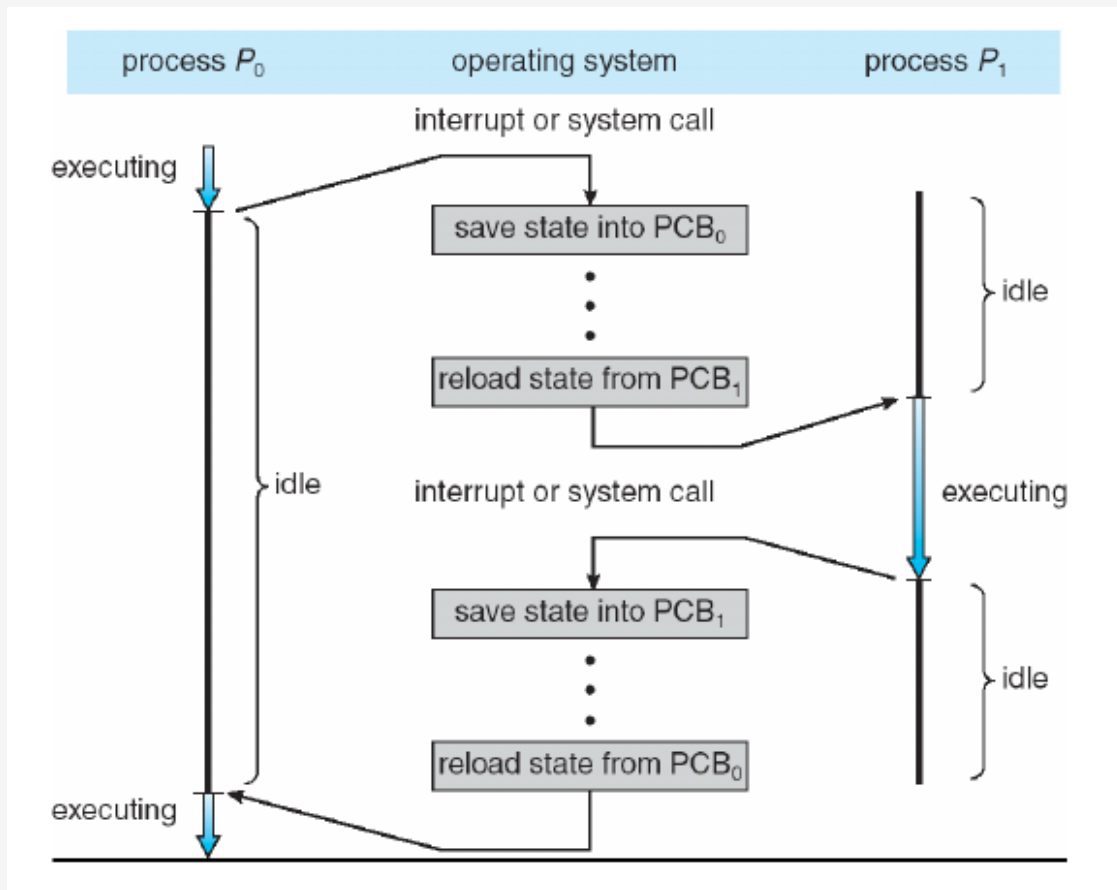 process P₀ operating system process P₁
interrupt or system call
executing
save state into PCB₀
idle
reload state from PCB₁
idle
interrupt or system call
executing
save state into PCB₁
idle
reload state from PCB₀
executing